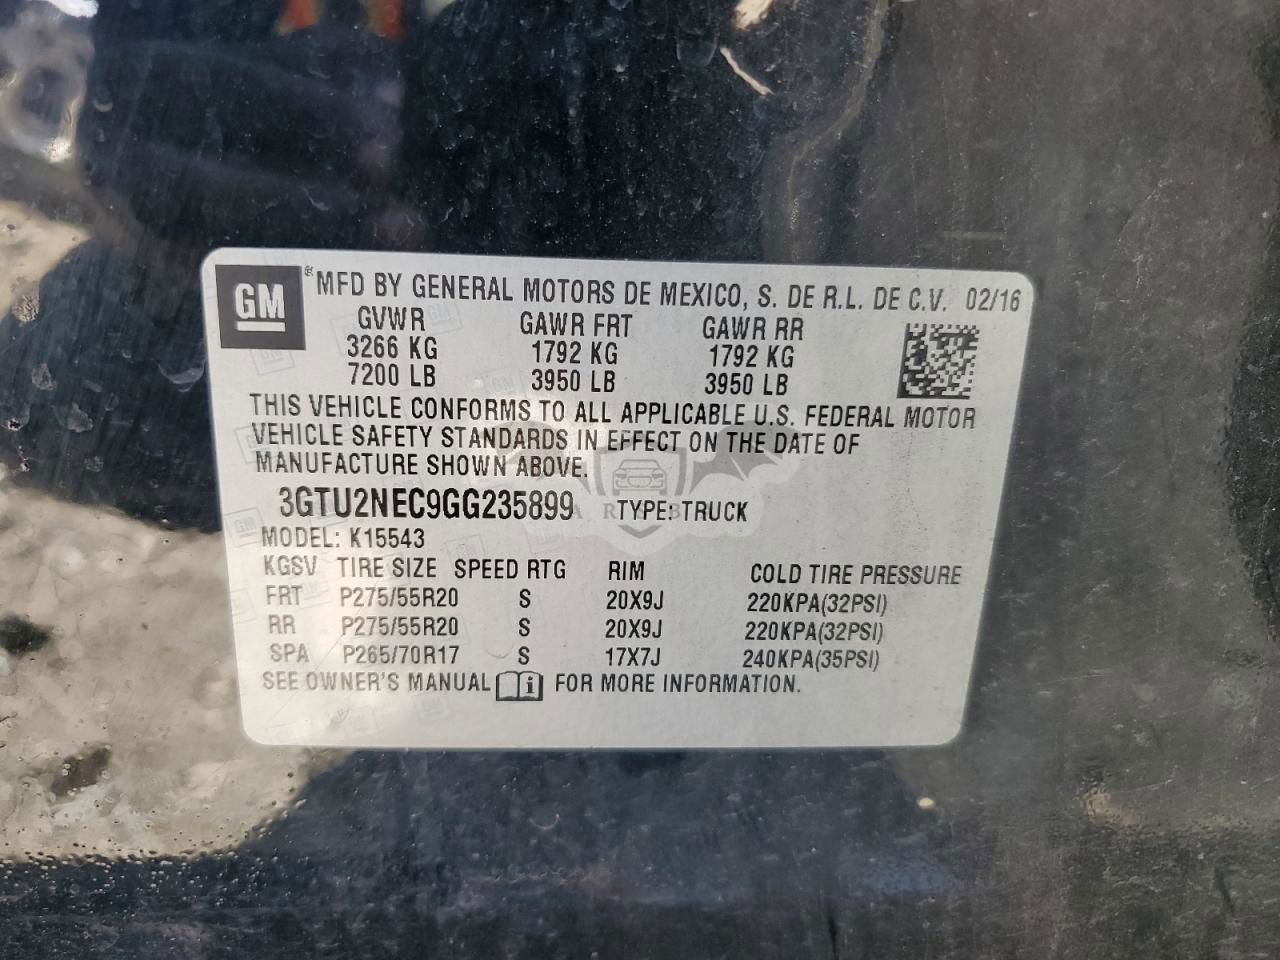 GM ® MFD BY GENERAL MOTORS DE MEXICO, S. DE R.L. DE C.V. 02/16
GVWR GAWR FRT GAWR RR
3266 KG 1792 KG 1792 KG
7200 LB 3950 LB 3950 LB
THIS VEHICLE CONFORMS TO ALL APPLICABLE U.S. FEDERAL MOTOR
VEHICLE SAFETY STANDARDS IN EFFECT ON THE DATE OF
MANUFACTURE SHOWN ABOVE.
3GTU2NEC9GG235899 TYPE: TRUCK
MODEL: K15543
KGSV TIRE SIZE SPEED RTG RIM COLD TIRE PRESSURE
FRT P275/55R20 S 20X9J 220KPA(32PSI)
RR P275/55R20 S 20X9J 220KPA(32PSI)
SPA P265/70R17 S 17X7J 240KPA(35PSI)
SEE OWNER'S MANUAL i FOR MORE INFORMATION.